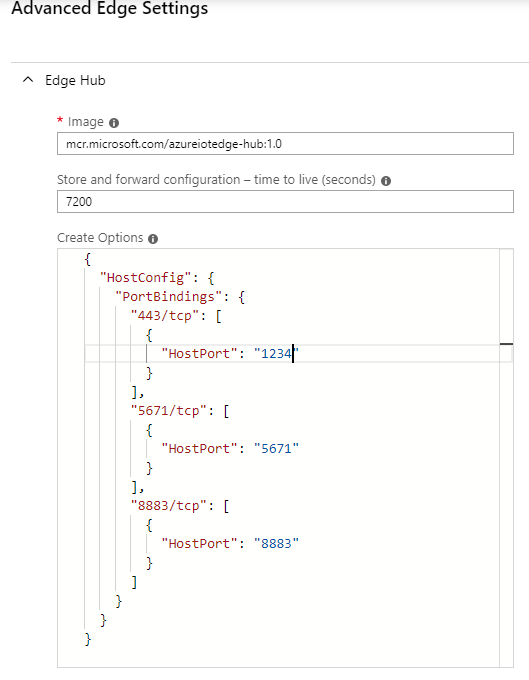 Advanced Edge Settings
Edge Hub
* Image
mcr.microsoft.com/azureiotedge-hub:1.0
Store and forward configuration – time to live (seconds)
7200
Create Options
{
"HostConfig": {
"PortBindings": {
"443/tcp": [
{
"HostPort": "1234"
}
],
"5671/tcp": [
{
"HostPort": "5671"
}
],
"8883/tcp": [
{
"HostPort": "8883"
}
]
}
}
}